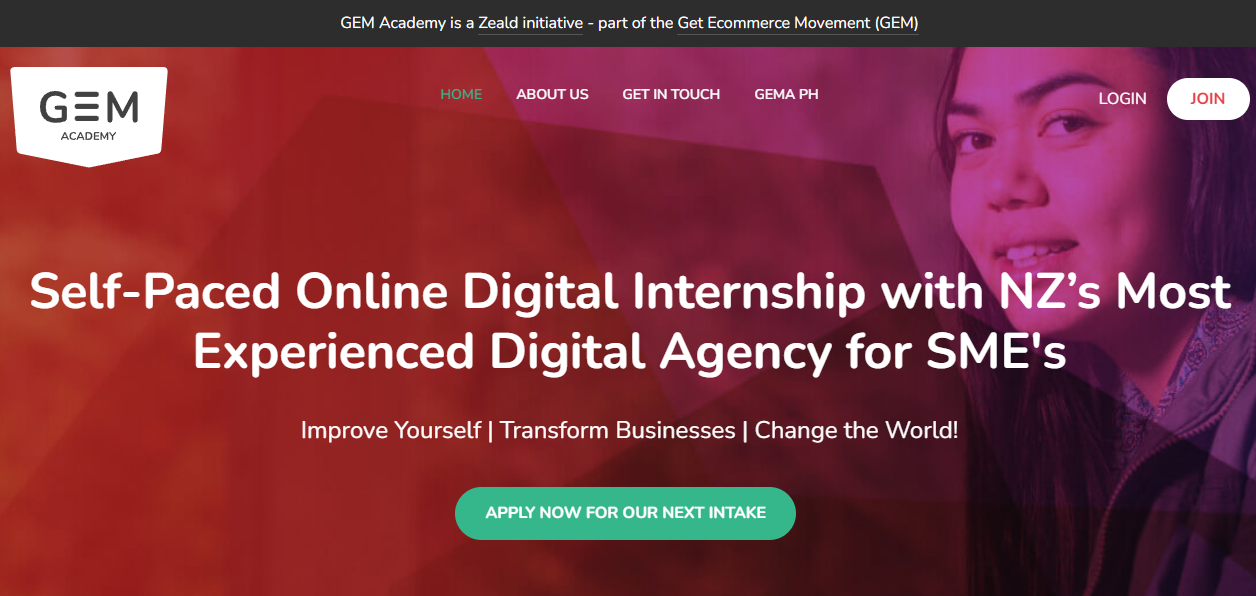 GEM Academy is a Zeald initiative - part of the Get Ecommerce Movement (GEM)
GEM
ACADEMY
HOME
ABOUT US
GET IN TOUCH
GEMA PH
LOGIN
JOIN
Self-Paced Online Digital Internship with NZ’s Most
Experienced Digital Agency for SME's
Improve Yourself | Transform Businesses | Change the World!
APPLY NOW FOR OUR NEXT INTAKE